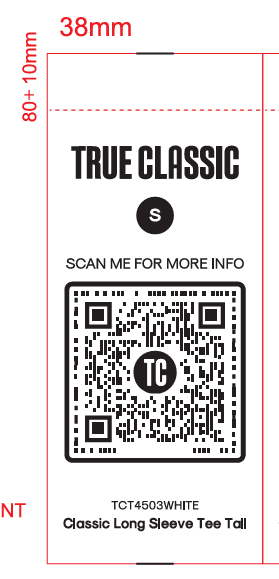 38mm
80+ 10mm
TRUE CLASSIC
S
SCAN ME FOR MORE INFO
TC
TCT4503WHITE
NT
Classic Long Sleeve Tee Tall